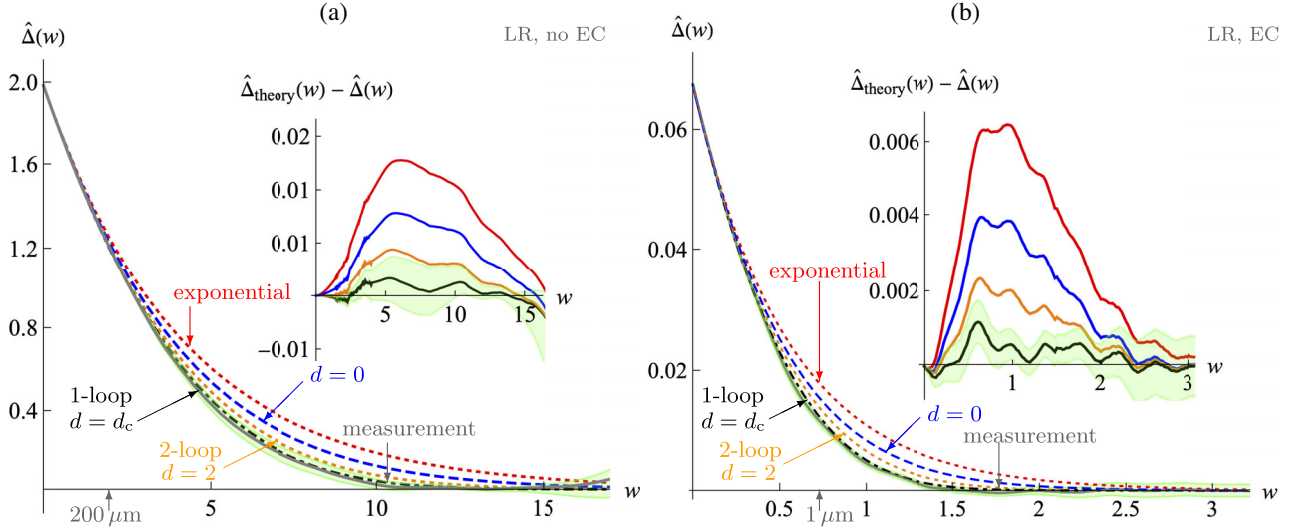 (a)
Δ̂(w)
LR, no EC
2.0
1.6
1.2
0.8
0.4
5
10
15
w
200 μm
Δ̂theory(w) − Δ̂(w)
0.02
0.01
0.01
−0.01
5
10
15
w
exponential
d = 0
1-loop
d = dc
2-loop
d = 2
measurement
(b)
Δ̂(w)
LR, EC
0.06
0.04
0.02
0.5
1
1.5
2
2.5
3
w
1 μm
Δ̂theory(w) − Δ̂(w)
0.006
0.004
0.002
1
2
3
w
exponential
d = 0
1-loop
d = dc
2-loop
d = 2
measurement